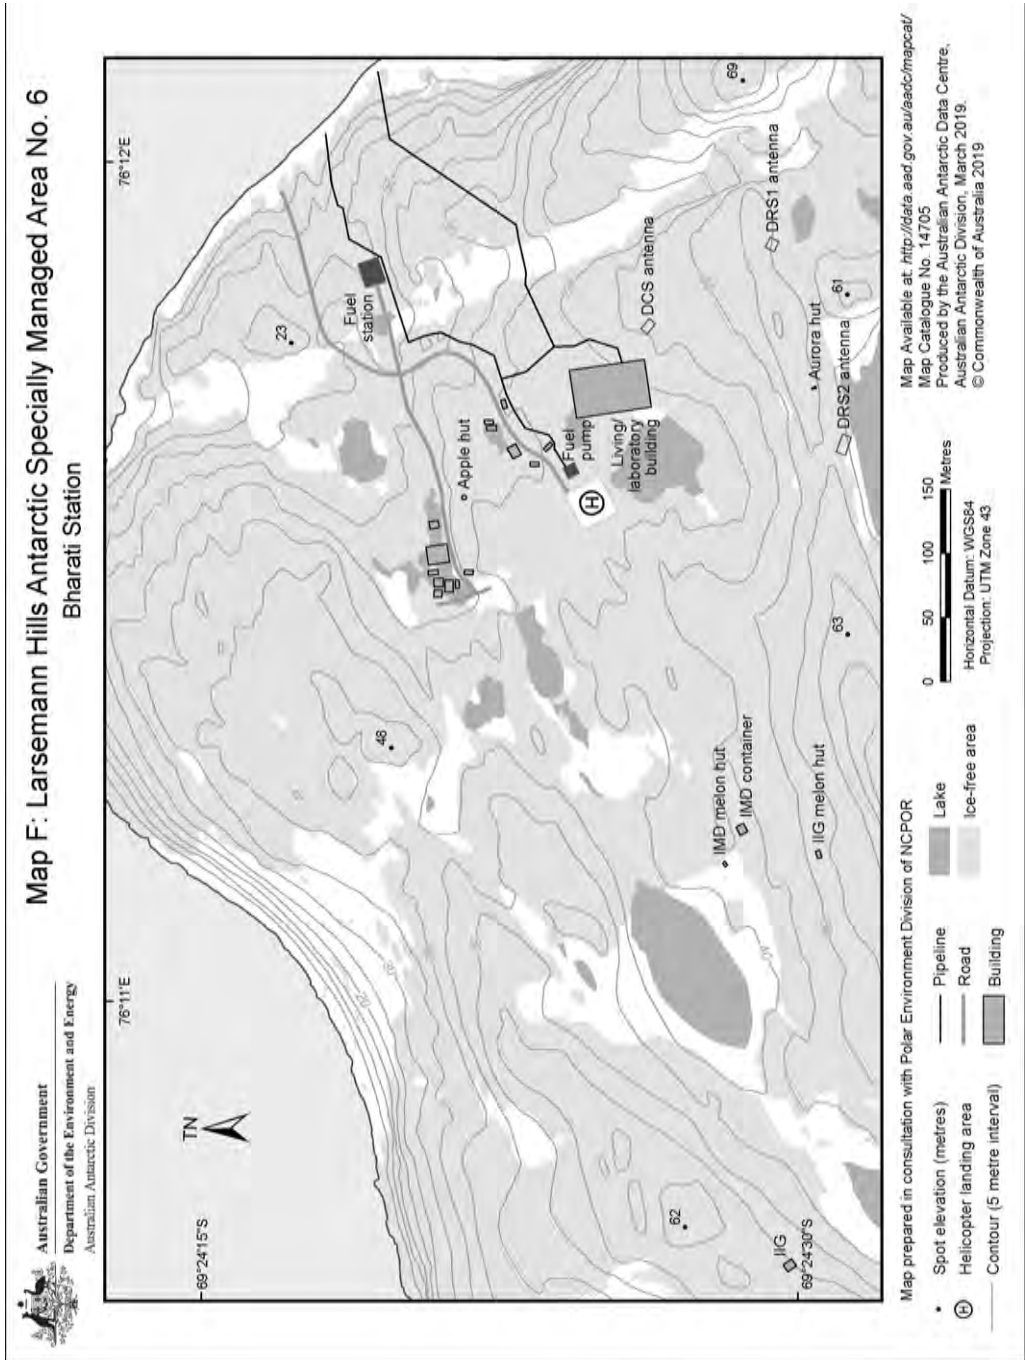 Australian Government
Department of the Environment and Energy
Australian Antarctic Division
Map F: Larsemann Hills Antarctic Specially Managed Area No. 6
Bharati Station
76°11'E
76°12'E
69°24'15"S
69°24'30"S
TN
23
Fuel
station
Apple hut
48
Fuel
pump
H
Living/
laboratory
building
DCS antenna
DRS1 antenna
69
61
Aurora hut
DRS2 antenna
63
IMD melon hut
IMD container
IIG melon hut
40
20
62
IIG
Map prepared in consultation with Polar Environment Division of NCPOR
Spot elevation (metres)
H Helicopter landing area
Contour (5 metre interval)
Pipeline
Road
Building
Lake
Ice-free area
0 50 100 150
Metres
Horizontal Datum: WGS84
Projection: UTM Zone 43
Map Available at: http://data.aad.gov.au/aadc/mapcat/
Map Catalogue No. 14705
Produced by the Australian Antarctic Data Centre,
Australian Antarctic Division, March 2019.
© Commonwealth of Australia 2019